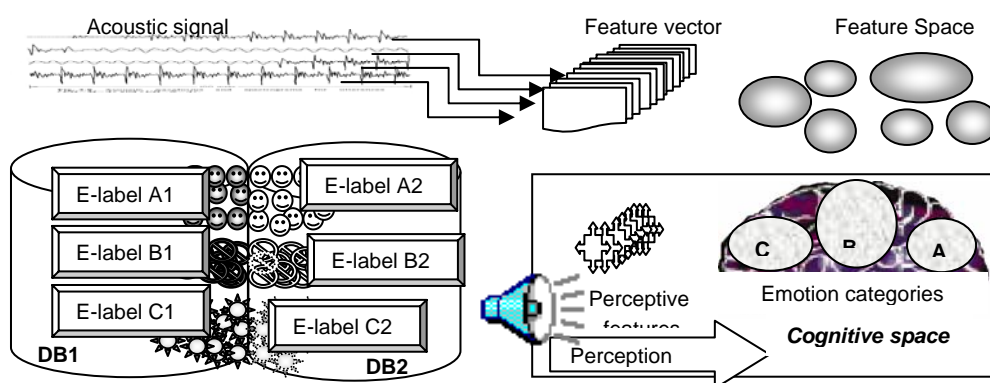 Acoustic signal
Feature vector
Feature Space
E-label A1
E-label A2
E-label B1
E-label B2
E-label C1
E-label C2
DB1
DB2
C
B
A
Perceptive
features
Emotion categories
Cognitive space
Perception